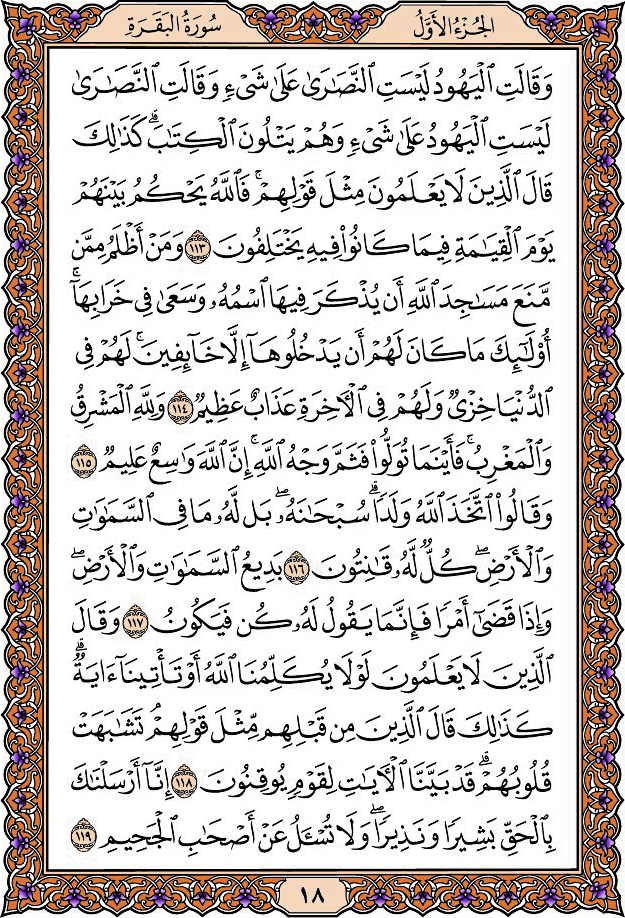 الجُزْءُ الأَوَّلُ
سُورَةُ البَقَرَةِ
وَقَالَتِ ٱلْيَهُودُ لَيْسَتِ ٱلنَّصَٰرَىٰ عَلَىٰ شَىْءٍ وَقَالَتِ ٱلنَّصَٰرَىٰ
لَيْسَتِ ٱلْيَهُودُ عَلَىٰ شَىْءٍ وَهُمْ يَتْلُونَ ٱلْكِتَٰبَ ۗ كَذَٰلِكَ
قَالَ ٱلَّذِينَ لَا يَعْلَمُونَ مِثْلَ قَوْلِهِمْ ۚ فَٱللَّهُ يَحْكُمُ بَيْنَهُمْ
يَوْمَ ٱلْقِيَٰمَةِ فِيمَا كَانُوا۟ فِيهِ يَخْتَلِفُونَ ١١٣ وَمَنْ أَظْلَمُ مِمَّن
مَّنَعَ مَسَٰجِدَ ٱللَّهِ أَن يُذْكَرَ فِيهَا ٱسْمُهُۥ وَسَعَىٰ فِى خَرَابِهَآ ۚ
أُو۟لَٰٓئِكَ مَا كَانَ لَهُمْ أَن يَدْخُلُوهَآ إِلَّا خَآئِفِينَ ۚ لَهُمْ فِى
ٱلدُّنْيَا خِزْىٌ وَلَهُمْ فِى ٱلْءَاخِرَةِ عَذَابٌ عَظِيمٌ ١١٤ وَلِلَّهِ ٱلْمَشْرِقُ
وَٱلْمَغْرِبُ ۚ فَأَيْنَمَا تُوَلُّوا۟ فَثَمَّ وَجْهُ ٱللَّهِ ۚ إِنَّ ٱللَّهَ وَٰسِعٌ عَلِيمٌ ١١٥
وَقَالُوا۟ ٱتَّخَذَ ٱللَّهُ وَلَدًا ۗ سُبْحَٰنَهُۥ ۖ بَل لَّهُۥ مَا فِى ٱلسَّمَٰوَٰتِ
وَٱلْأَرْضِ ۖ كُلٌّ لَّهُۥ قَٰنِتُونَ ١١٦ بَدِيعُ ٱلسَّمَٰوَٰتِ وَٱلْأَرْضِ ۖ
وَإِذَا قَضَىٰٓ أَمْرًا فَإِنَّمَا يَقُولُ لَهُۥ كُن فَيَكُونُ ١١٧ وَقَالَ
ٱلَّذِينَ لَا يَعْلَمُونَ لَوْلَا يُكَلِّمُنَا ٱللَّهُ أَوْ تَأْتِينَآ ءَايَةٌ ۗ
كَذَٰلِكَ قَالَ ٱلَّذِينَ مِن قَبْلِهِم مِّثْلَ قَوْلِهِمْ ۘ تَشَٰبَهَتْ
قُلُوبُهُمْ ۗ قَدْ بَيَّنَّا ٱلْءَايَٰتِ لِقَوْمٍ يُوقِنُونَ ١١٨ إِنَّآ أَرْسَلْنَٰكَ
بِٱلْحَقِّ بَشِيرًا وَنَذِيرًا ۖ وَلَا تُسْـَٔلُ عَنْ أَصْحَٰبِ ٱلْجَحِيمِ ١١٩
١٨